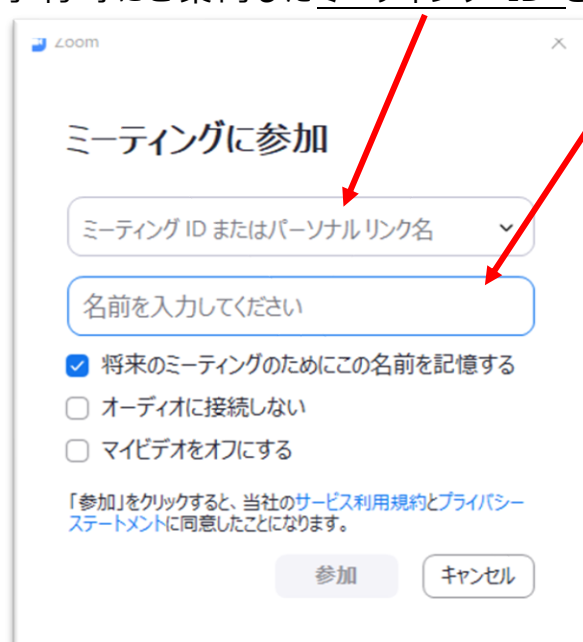 Zoom
ミーティングに参加
ミーティング ID またはパーソナル リンク名
名前を入力してください
将来のミーティングのためにこの名前を記憶する
オーディオに接続しない
マイビデオをオフにする
「参加」をクリックすると、当社のサービス利用規約とプライバシー
ステートメントに同意したことになります。
参加 キャンセル